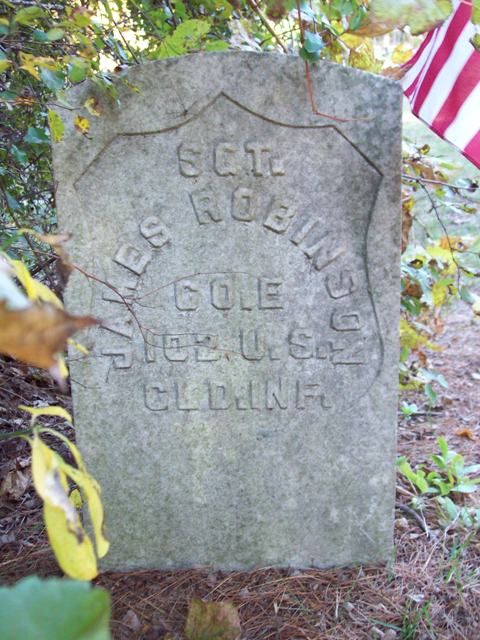 SGT.
JAMES ROBINSON
CO. E
102. U. S.
CLD. INF.